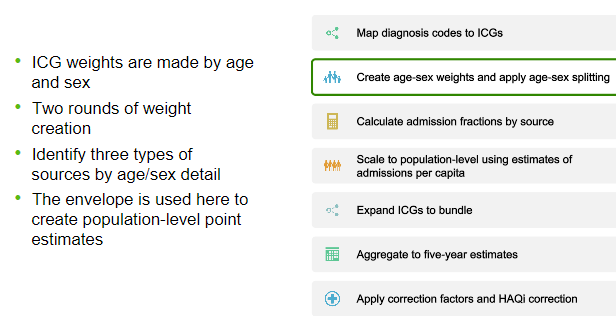 • ICG weights are made by age
and sex
• Two rounds of weight
creation
• Identify three types of
sources by age/sex detail
• The envelope is used here to
create population-level point
estimates
Map diagnosis codes to ICGs
Create age-sex weights and apply age-sex splitting
Calculate admission fractions by source
Scale to population-level using estimates of
admissions per capita
Expand ICGs to bundle
Aggregate to five-year estimates
Apply correction factors and HAQi correction